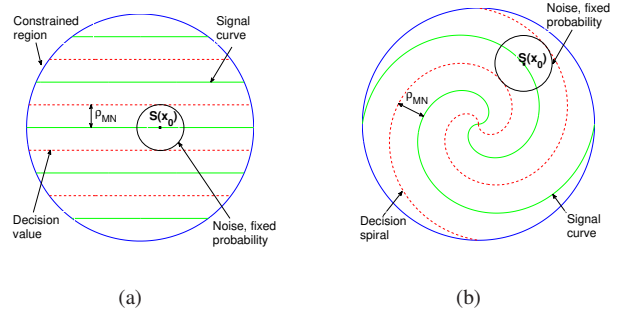 Constrained
region
Signal
curve
ρMN
S(x0)
Decision
value
Noise, fixed
probability
(a)
Noise, fixed
probability
S(x0)
ρMN
Decision
spiral
Signal
curve
(b)